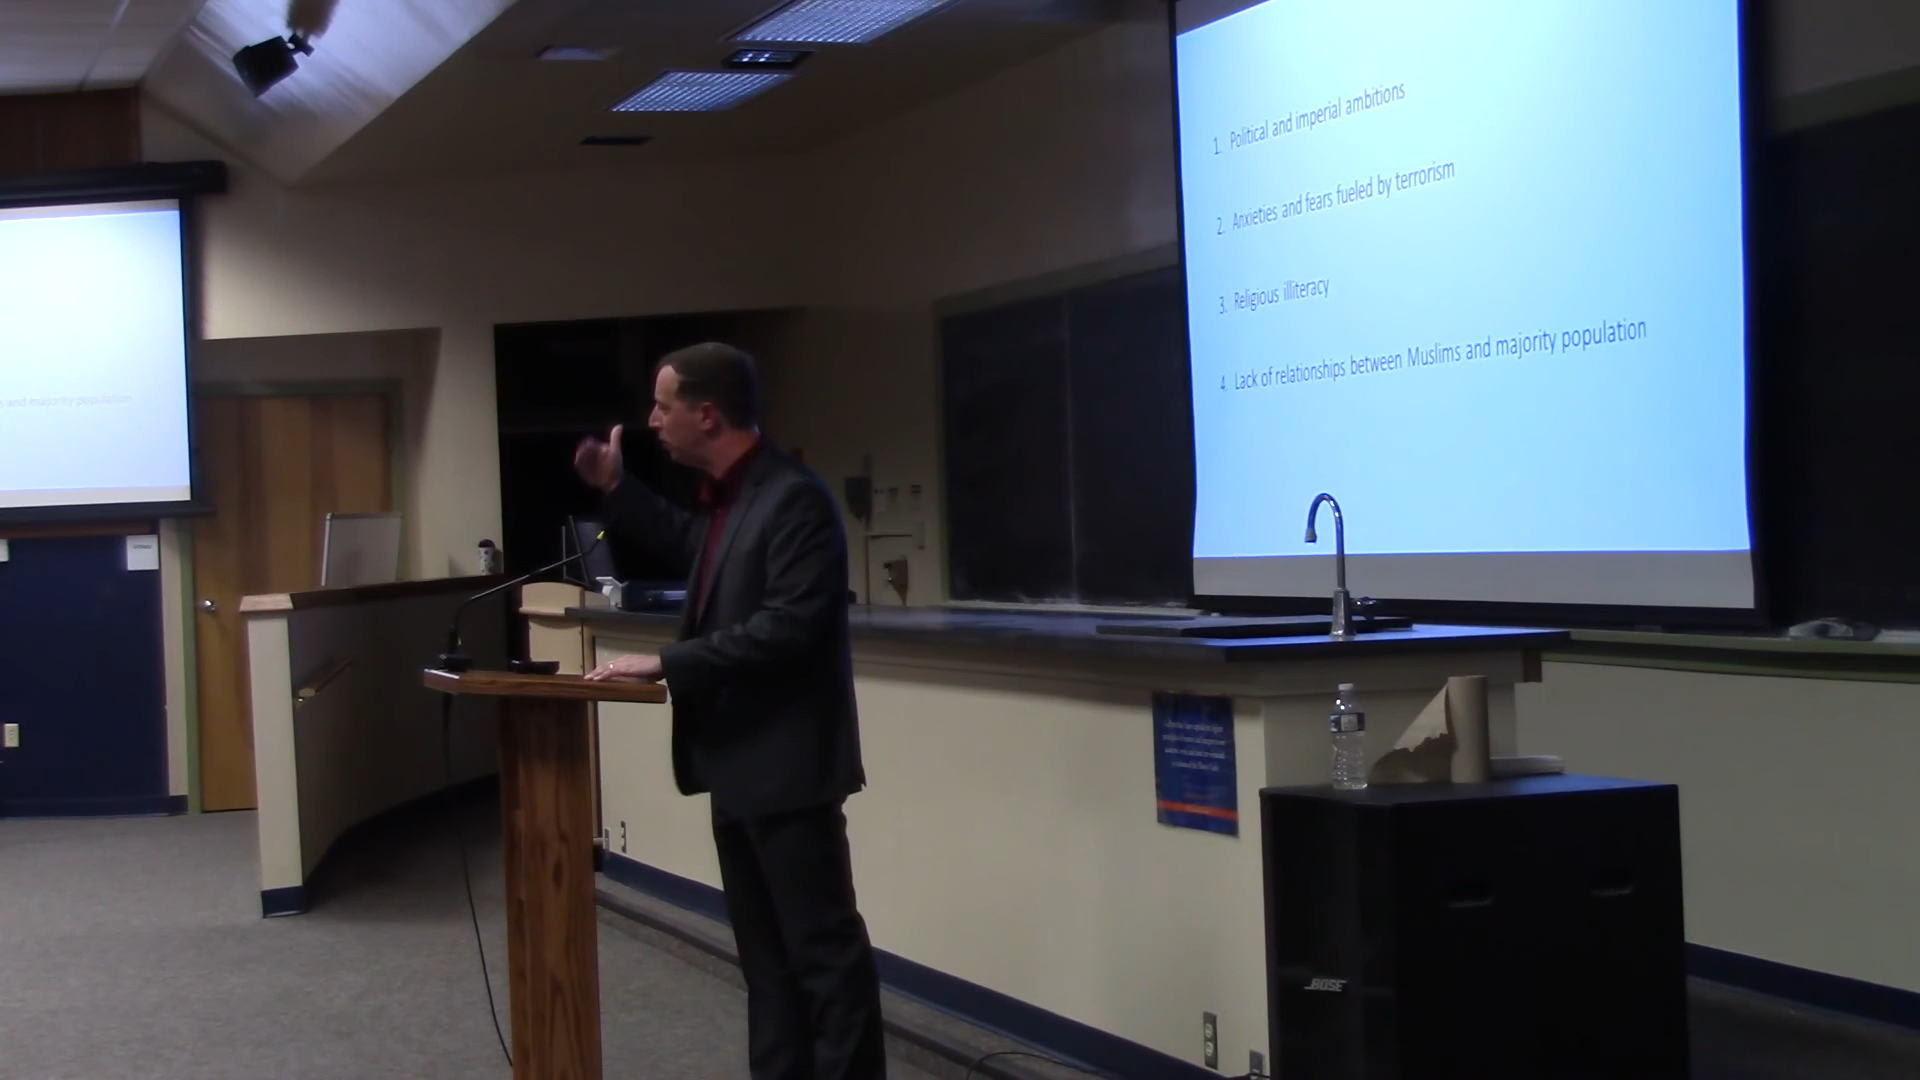 1. Political and imperial ambitions
2. Anxieties and fears fueled by terrorism
3. Religious illiteracy
4. Lack of relationships between Muslims and majority population
s and majority population
BOSE